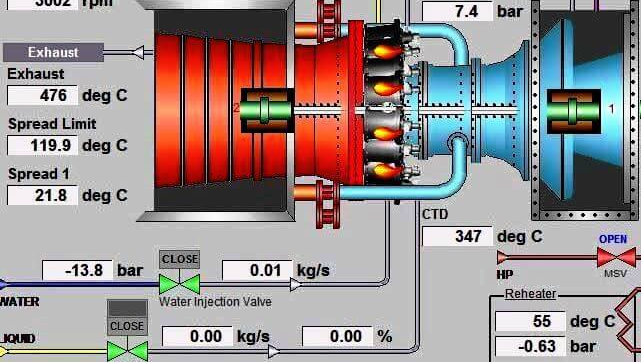 3002 rpm
7.4 bar
Exhaust
Exhaust
476 deg C
Spread Limit
119.9 deg C
Spread 1
21.8 deg C
2
1
CTD
347 deg C
OPEN
HP
MSV
CLOSE
-13.8 bar
0.01 kg/s
WATER
Water Injection Valve
Reheater
CLOSE
LIQUID
0.00 kg/s
0.00 %
55 deg C
-0.63 bar